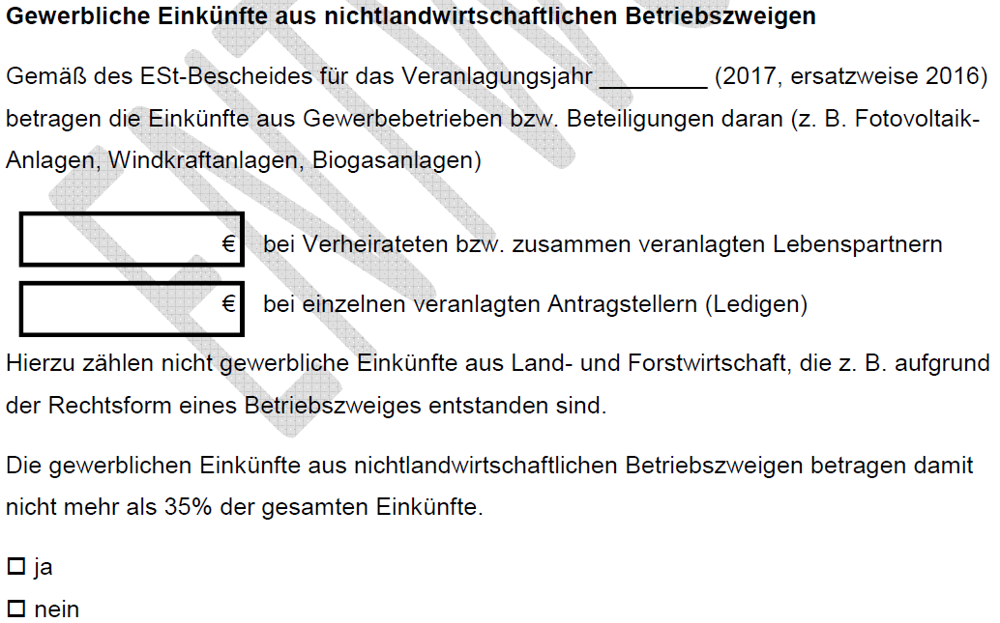 Gewerbliche Einkünfte aus nichtlandwirtschaftlichen Betriebszweigen
Gemäß des ESt-Bescheides für das Veranlagungsjahr ________ (2017, ersatzweise 2016)
betragen die Einkünfte aus Gewerbebetrieben bzw. Beteiligungen daran (z. B. Fotovoltaik-
Anlagen, Windkraftanlagen, Biogasanlagen)
€ bei Verheirateten bzw. zusammen veranlagten Lebenspartnern
€ bei einzelnen veranlagten Antragstellern (Ledigen)
Hierzu zählen nicht gewerbliche Einkünfte aus Land- und Forstwirtschaft, die z. B. aufgrund
der Rechtsform eines Betriebszweiges entstanden sind.
Die gewerblichen Einkünfte aus nichtlandwirtschaftlichen Betriebszweigen betragen damit
nicht mehr als 35% der gesamten Einkünfte.
☐ ja
☐ nein